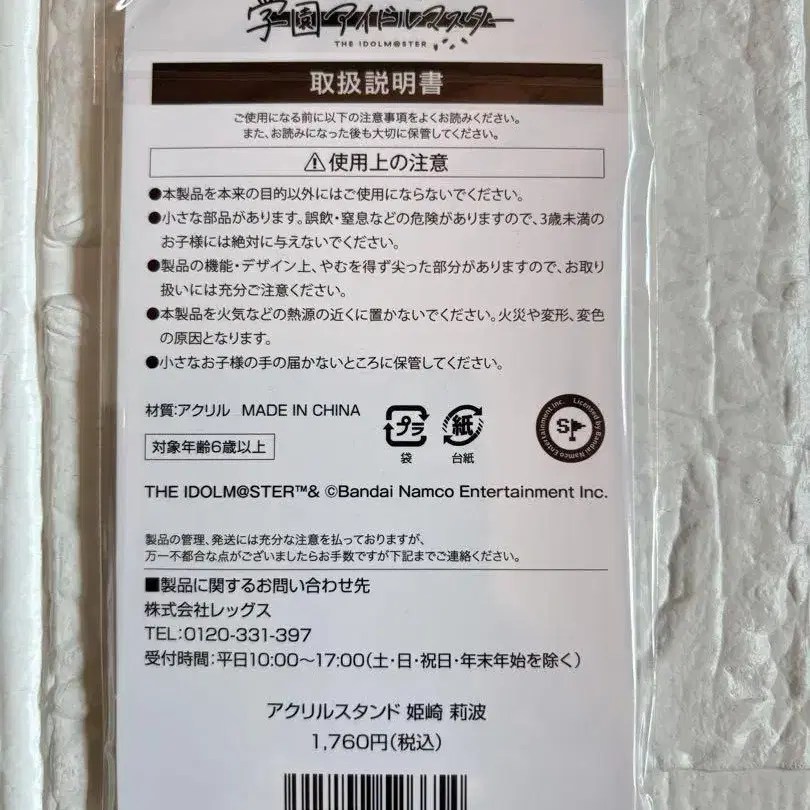 学園アイドルマスター
THE IDOLM@STER
取扱説明書
ご使用になる前に以下の注意事項をよくお読みください。
また、お読みになった後も大切に保管してください。
⚠使用上の注意
●本製品を本来の目的以外にはご使用にならないでください。
●小さな部品があります。誤飲・窒息などの危険がありますので、3歳未満の
お子様には絶対に与えないでください。
●製品の機能・デザイン上、やむを得ず尖った部分がありますので、お取り
扱いには充分ご注意ください。
●本製品を火気などの熱源の近くに置かないでください。火災や変形、変色
の原因となります。
●小さなお子様の手の届かないところに保管してください。
材質:アクリル MADE IN CHINA
対象年齢6歳以上
プラ
袋
紙
台紙
Licensed by Bandai Namco Entertainment Inc.
S
THE IDOLM@STER™& ©Bandai Namco Entertainment Inc.
製品の管理、発送には充分な注意を払っておりますが、
万一不都合な点がございましたらお手数ですが下記までご連絡ください。
■製品に関するお問い合わせ先
株式会社レッグス
TEL:0120-331-397
受付時間:平日10:00～17:00(土・日・祝日・年末年始を除く)
アクリルスタンド 姫崎 莉波
1,760円(税込)